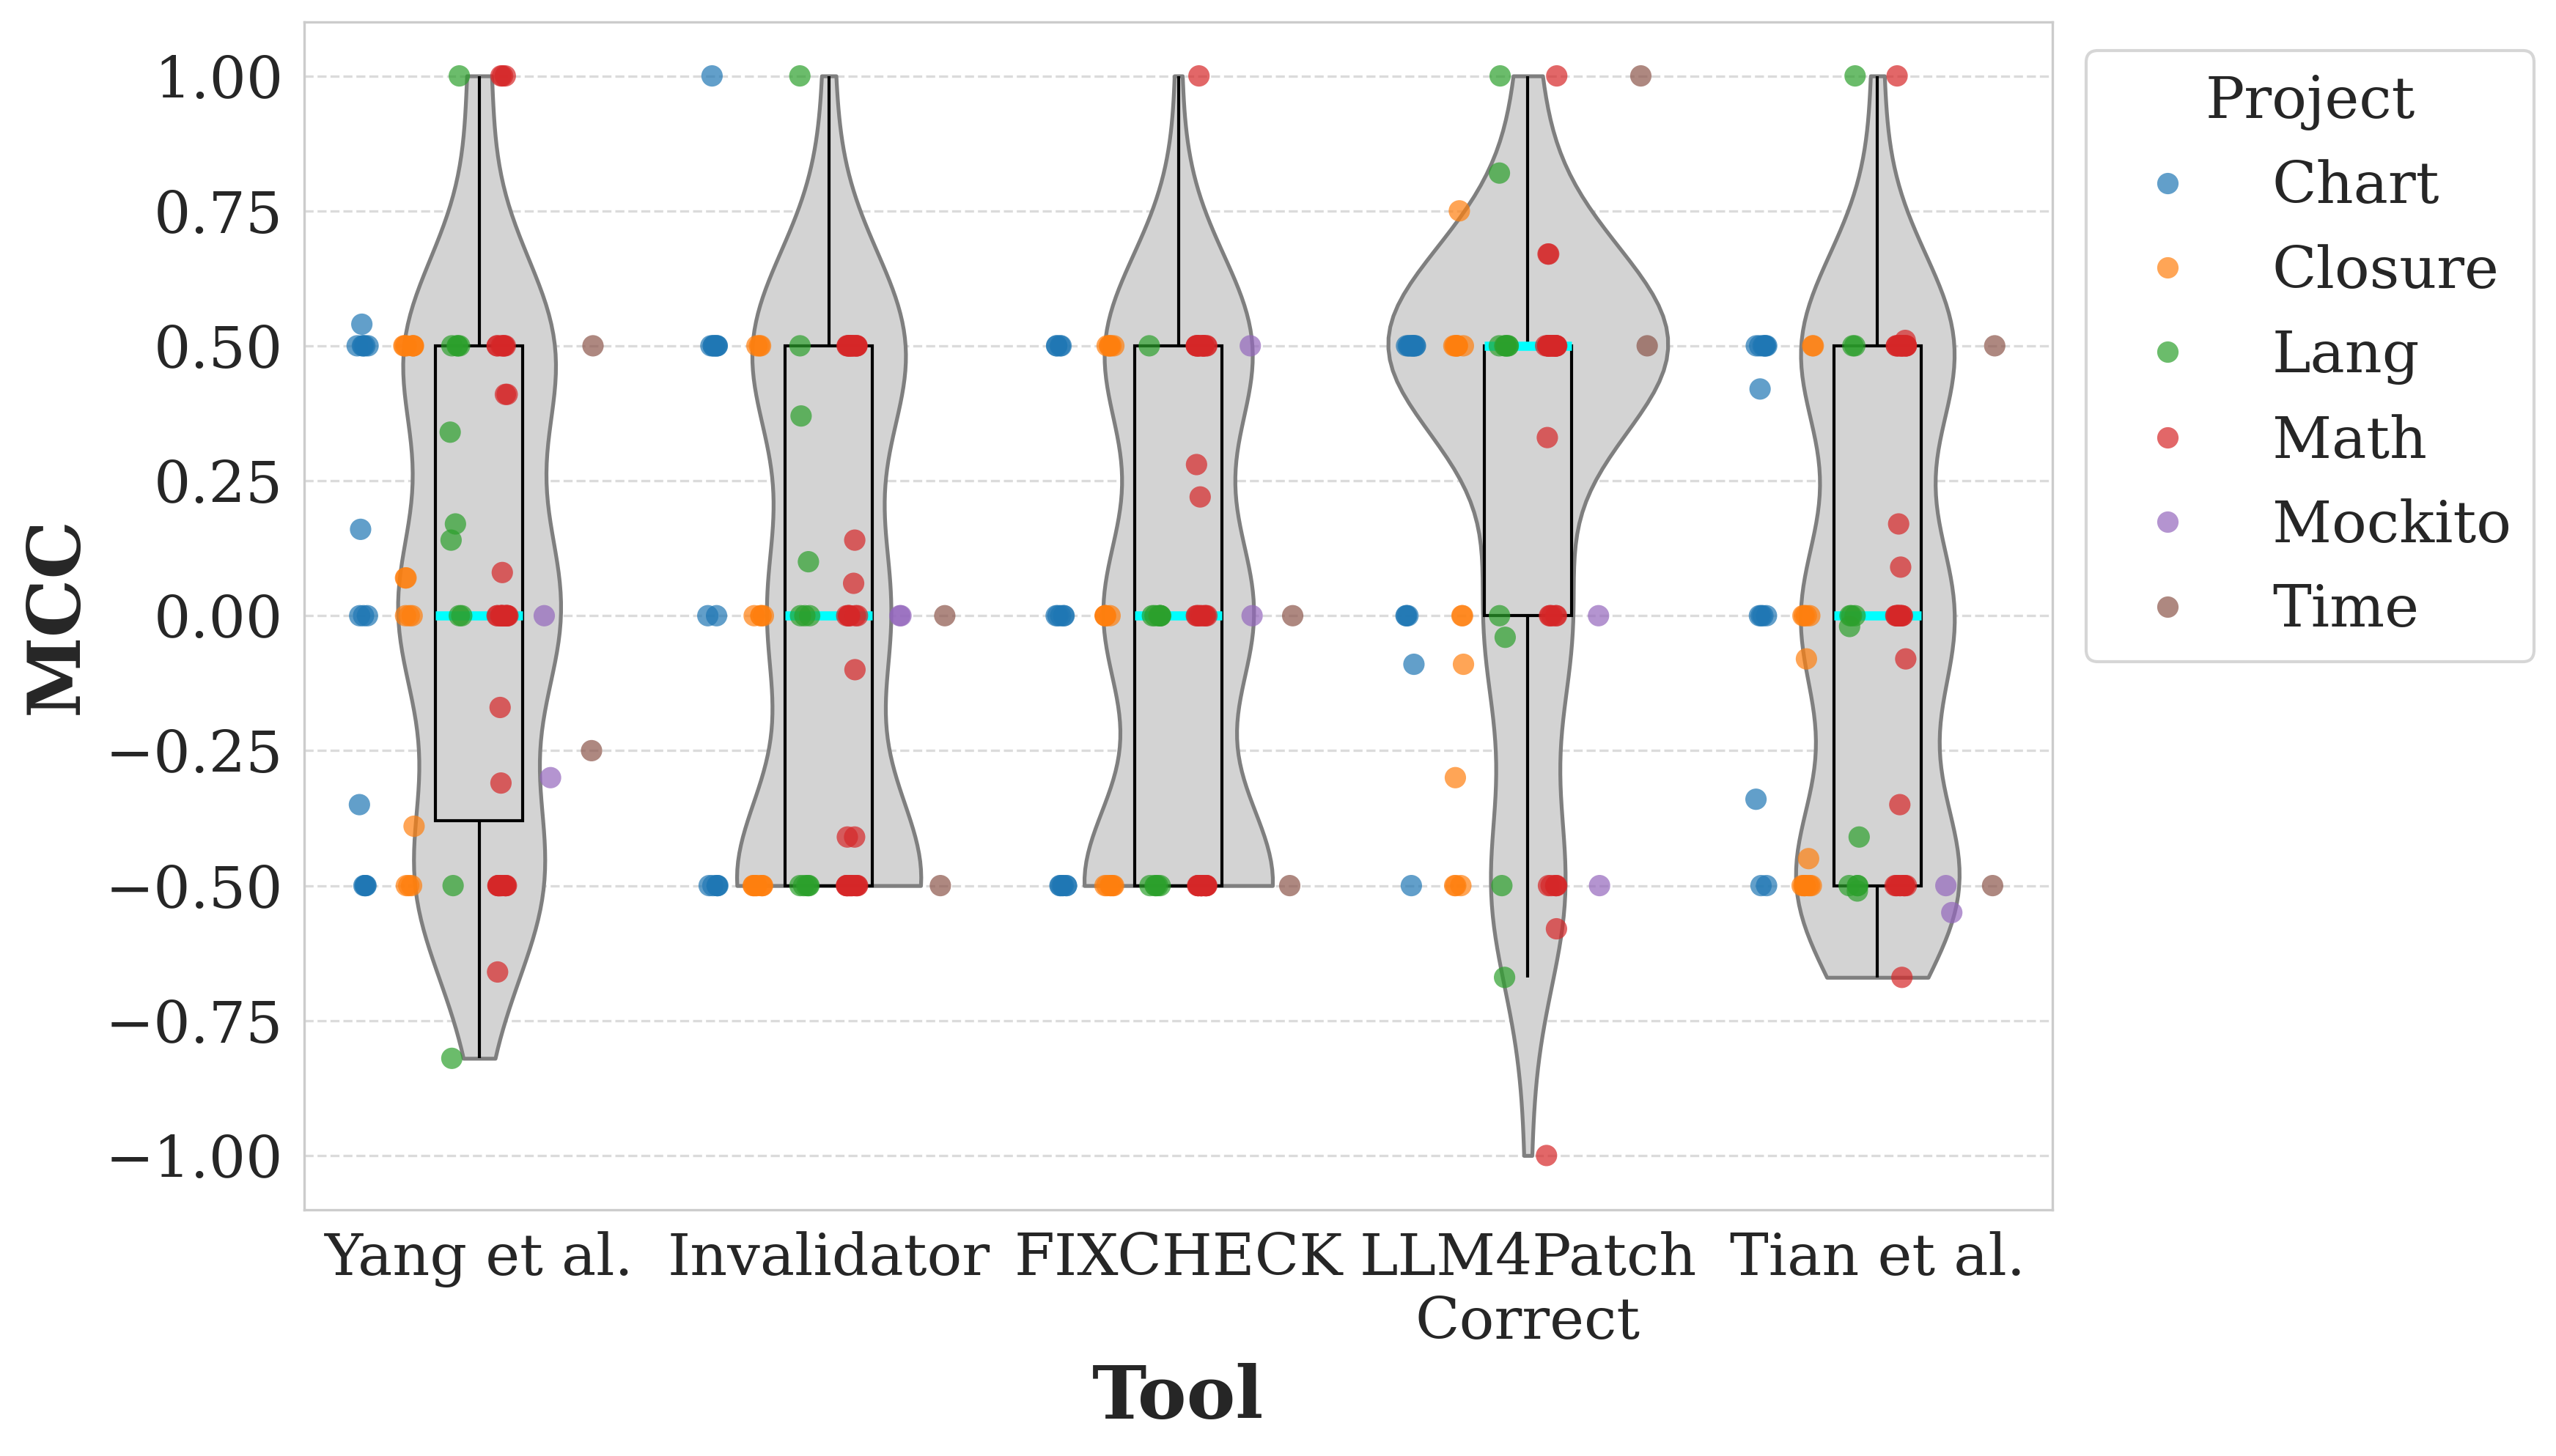 1.00
0.75
0.50
0.25
0.00
−0.25
−0.50
−0.75
−1.00
MCC
Yang et al.
Invalidator
FIXCHECK
LLM4Patch
Correct
Tian et al.
Tool
Project
Chart
Closure
Lang
Math
Mockito
Time